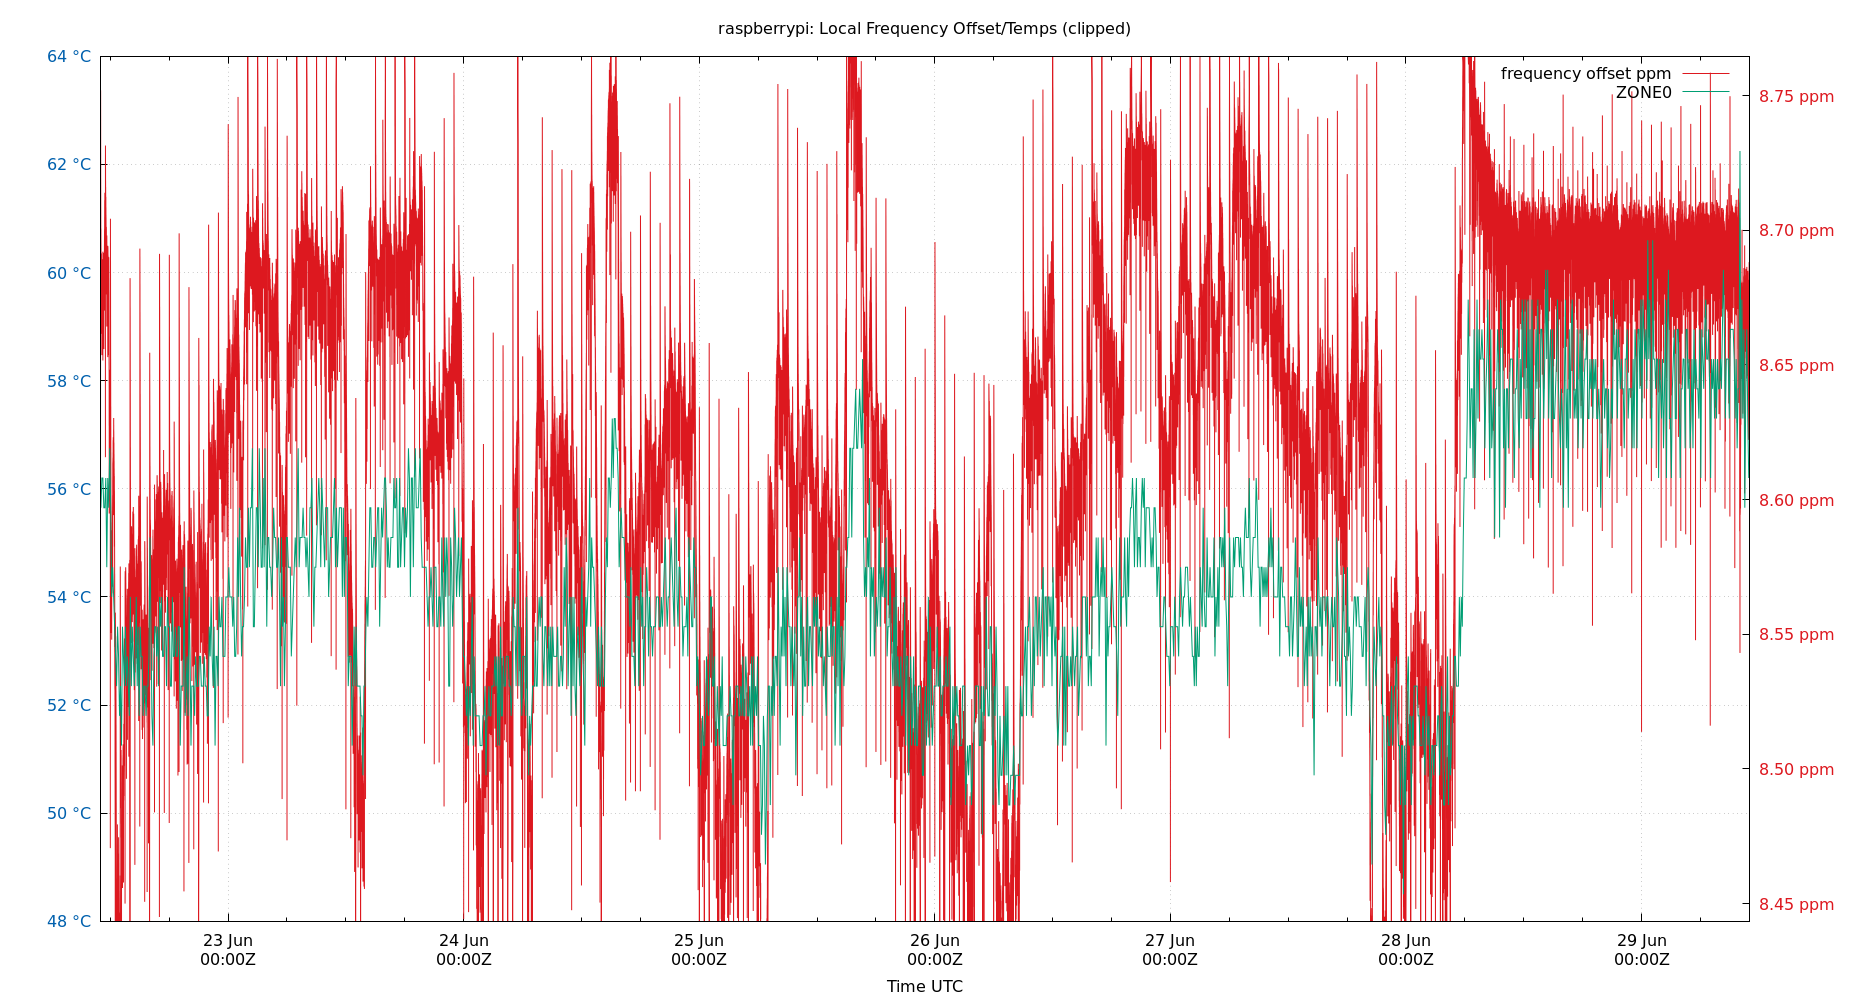 raspberrypi: Local Frequency Offset/Temps (clipped)
64 °C
62 °C
60 °C
58 °C
56 °C
54 °C
52 °C
50 °C
48 °C
frequency offset ppm
ZONE0
8.75 ppm
8.70 ppm
8.65 ppm
8.60 ppm
8.55 ppm
8.50 ppm
8.45 ppm
23 Jun 24 Jun 25 Jun 26 Jun 27 Jun 28 Jun 29 Jun
00:00Z 00:00Z 00:00Z 00:00Z 00:00Z 00:00Z 00:00Z
Time UTC